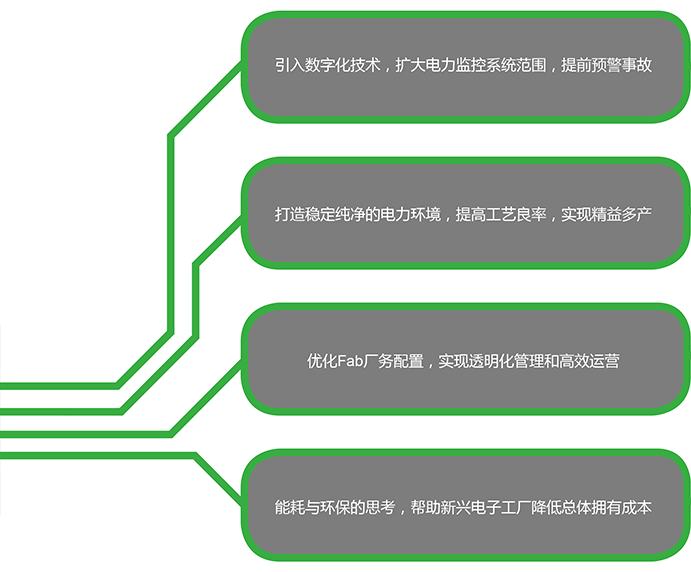 引入数字化技术，扩大电力监控系统范围，提前预警事故
打造稳定纯净的电力环境，提高工艺良率，实现精益多产
优化Fab厂务配置，实现透明化管理和高效运营
能耗与环保的思考，帮助新兴电子工厂降低总体拥有成本